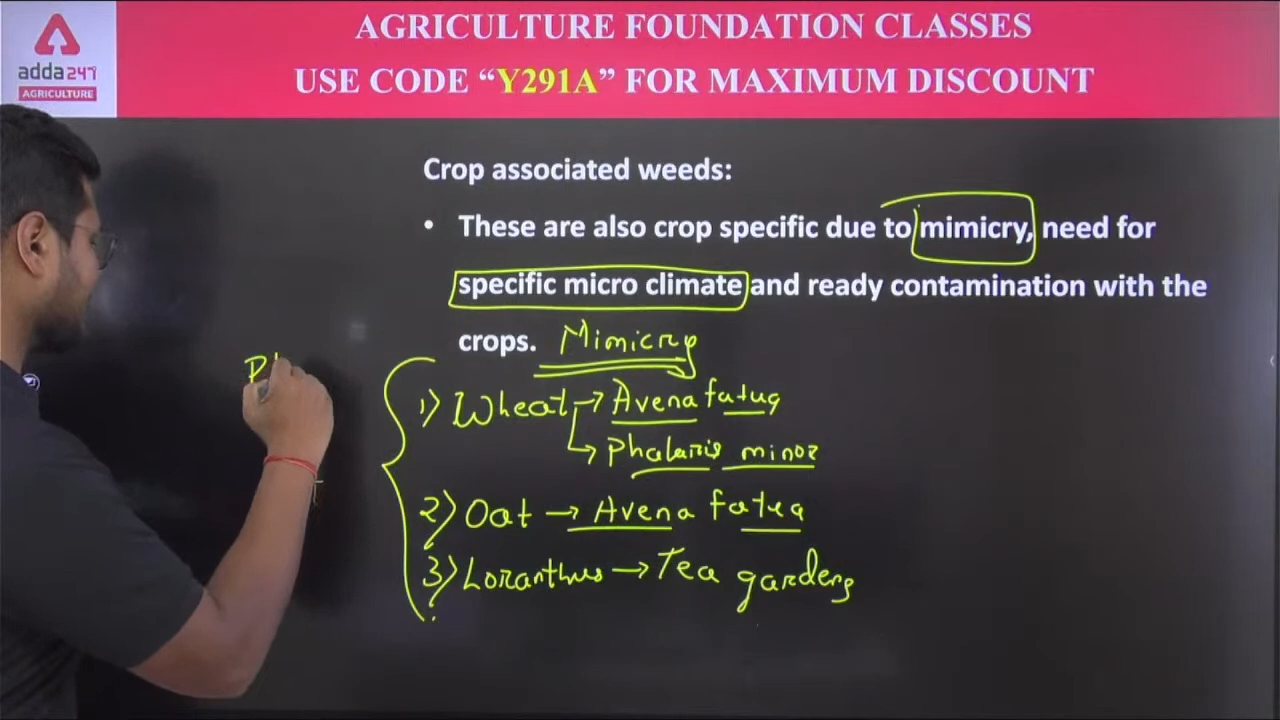 AGRICULTURE FOUNDATION CLASSES
adda247
AGRICULTURE
USE CODE “Y291A” FOR MAXIMUM DISCOUNT
Crop associated weeds:
• These are also crop specific due to mimicry, need for
specific micro climate and ready contamination with the
crops. Mimicry
1) Wheat → Avena fatua
→ Phalaris minor
2) Oat → Avena fatua
3) Loranthus → Tea gardens